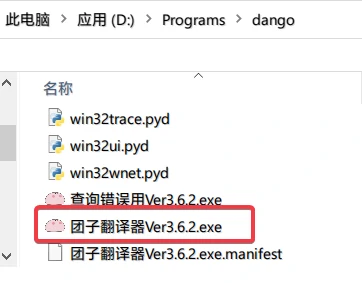 此电脑 > 应用 (D:) > Programs > dango
名称
win32trace.pyd
win32ui.pyd
win32wnet.pyd
查询错误用Ver3.6.2.exe
团子翻译器Ver3.6.2.exe
团子翻译器Ver3.6.2.exe.manifest